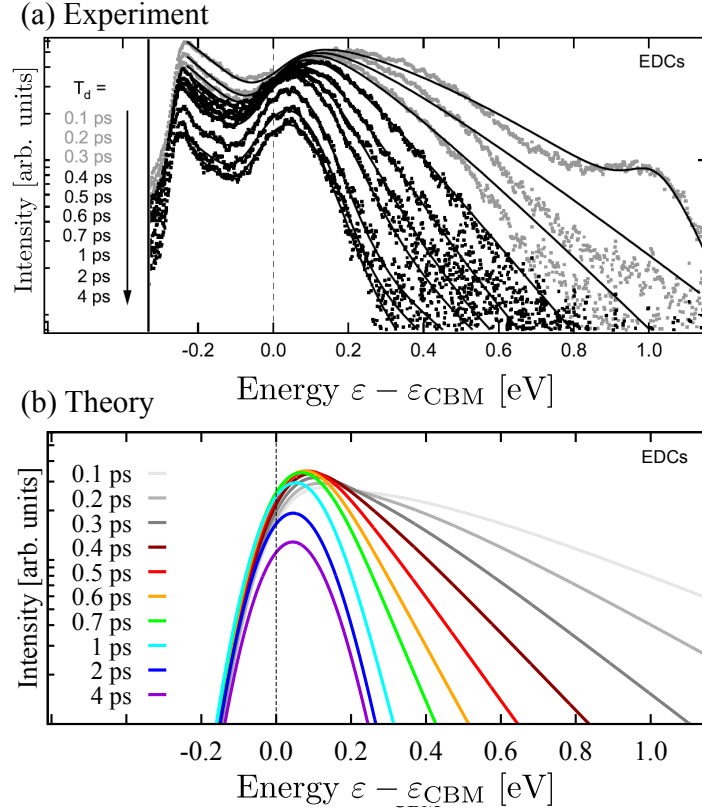 (a) Experiment
EDCs
T_d =
0.1 ps
0.2 ps
0.3 ps
0.4 ps
0.5 ps
0.6 ps
0.7 ps
1 ps
2 ps
4 ps
Intensity [arb. units]
-0.2 0.0 0.2 0.4 0.6 0.8 1.0
Energy ε − ε_CBM [eV]
(b) Theory
EDCs
0.1 ps
0.2 ps
0.3 ps
0.4 ps
0.5 ps
0.6 ps
0.7 ps
1 ps
2 ps
4 ps
Intensity [arb. units]
-0.2 0.0 0.2 0.4 0.6 0.8 1.0
Energy ε − ε_CBM [eV]